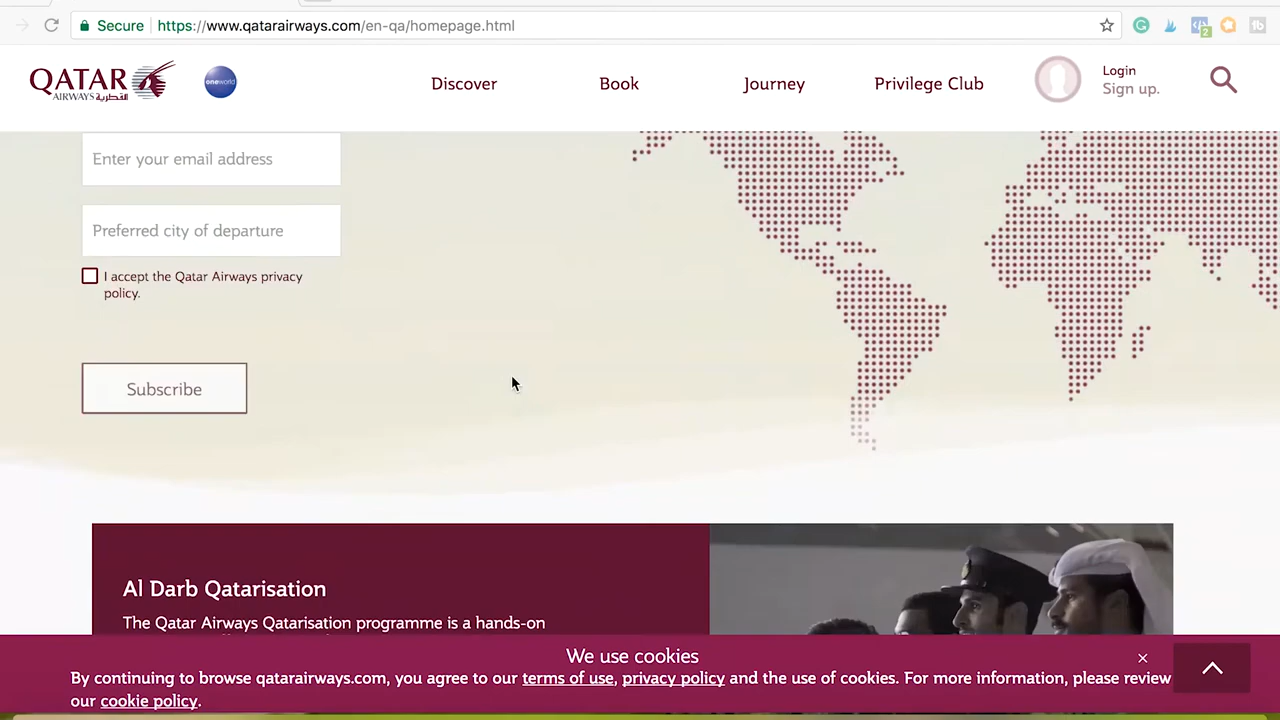 Secure https://www.qatarairways.com/en-qa/homepage.html
2
QATAR
AIRWAYS القطرية
oneworld
Discover
Book
Journey
Privilege Club
Login
Sign up.
Enter your email address
Preferred city of departure
I accept the Qatar Airways privacy
policy.
Subscribe
Al Darb Qatarisation
The Qatar Airways Qatarisation programme is a hands-on
We use cookies
By continuing to browse qatarairways.com, you agree to our terms of use, privacy policy and the use of cookies. For more information, please review
our cookie policy.